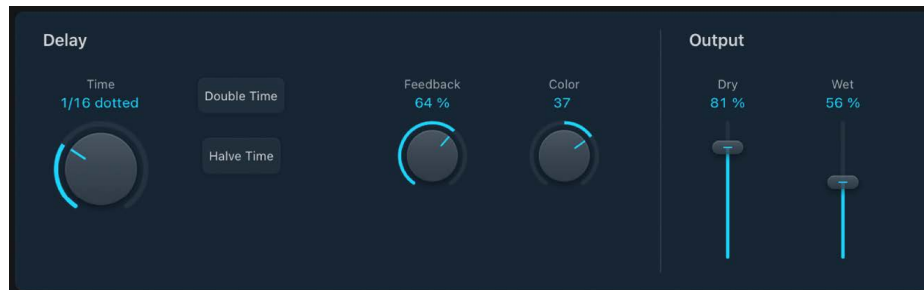 Delay
Time
1/16 dotted
Double Time
Halve Time
Feedback
64 %
Color
37
Output
Dry
81 %
Wet
56 %